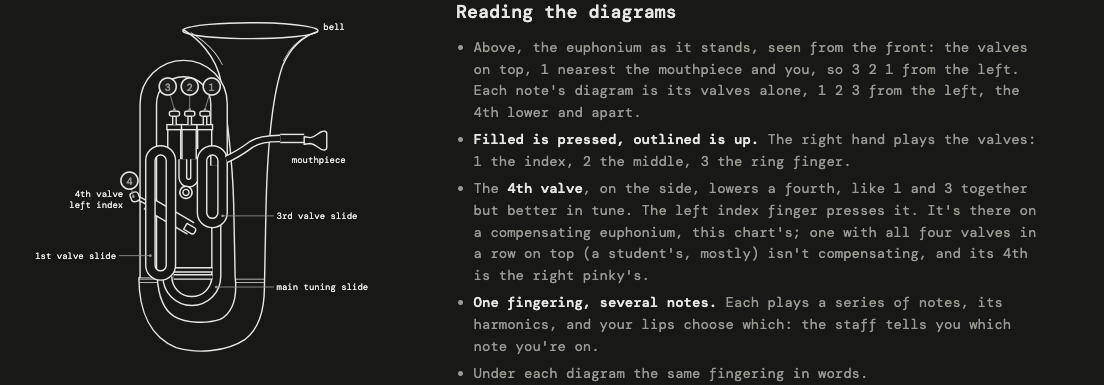 bell
3 2 1
mouthpiece
4
4th valve
left index
3rd valve slide
1st valve slide
main tuning slide
Reading the diagrams
• Above, the euphonium as it stands, seen from the front: the valves
on top, 1 nearest the mouthpiece and you, so 3 2 1 from the left.
Each note's diagram is its valves alone, 1 2 3 from the left, the
4th lower and apart.
• Filled is pressed, outlined is up. The right hand plays the valves:
1 the index, 2 the middle, 3 the ring finger.
• The 4th valve, on the side, lowers a fourth, like 1 and 3 together
but better in tune. The left index finger presses it. It's there on
a compensating euphonium, this chart's; one with all four valves in
a row on top (a student's, mostly) isn't compensating, and its 4th
is the right pinky's.
• One fingering, several notes. Each plays a series of notes, its
harmonics, and your lips choose which: the staff tells you which
note you're on.
• Under each diagram the same fingering in words.